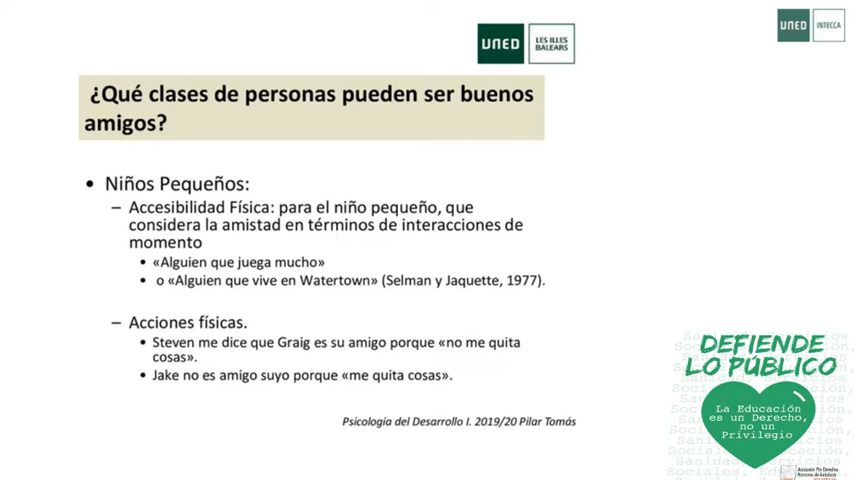 UNED
LES ILLES
BALEARS
UNED
INTECCA
¿Qué clases de personas pueden ser buenos
amigos?
• Niños Pequeños:
– Accesibilidad Física: para el niño pequeño, que
considera la amistad en términos de interacciones de
momento
• «Alguien que juega mucho»
• o «Alguien que vive en Watertown» (Selman y Jaquette, 1977).
– Acciones físicas.
• Steven me dice que Graig es su amigo porque «no me quita
cosas».
• Jake no es amigo suyo porque «me quita cosas».
Psicología del Desarrollo I. 2019/20 Pilar Tomás
DEFIENDE
LO PÚBLICO
La Educación
es un Derecho,
no un
Privilegio